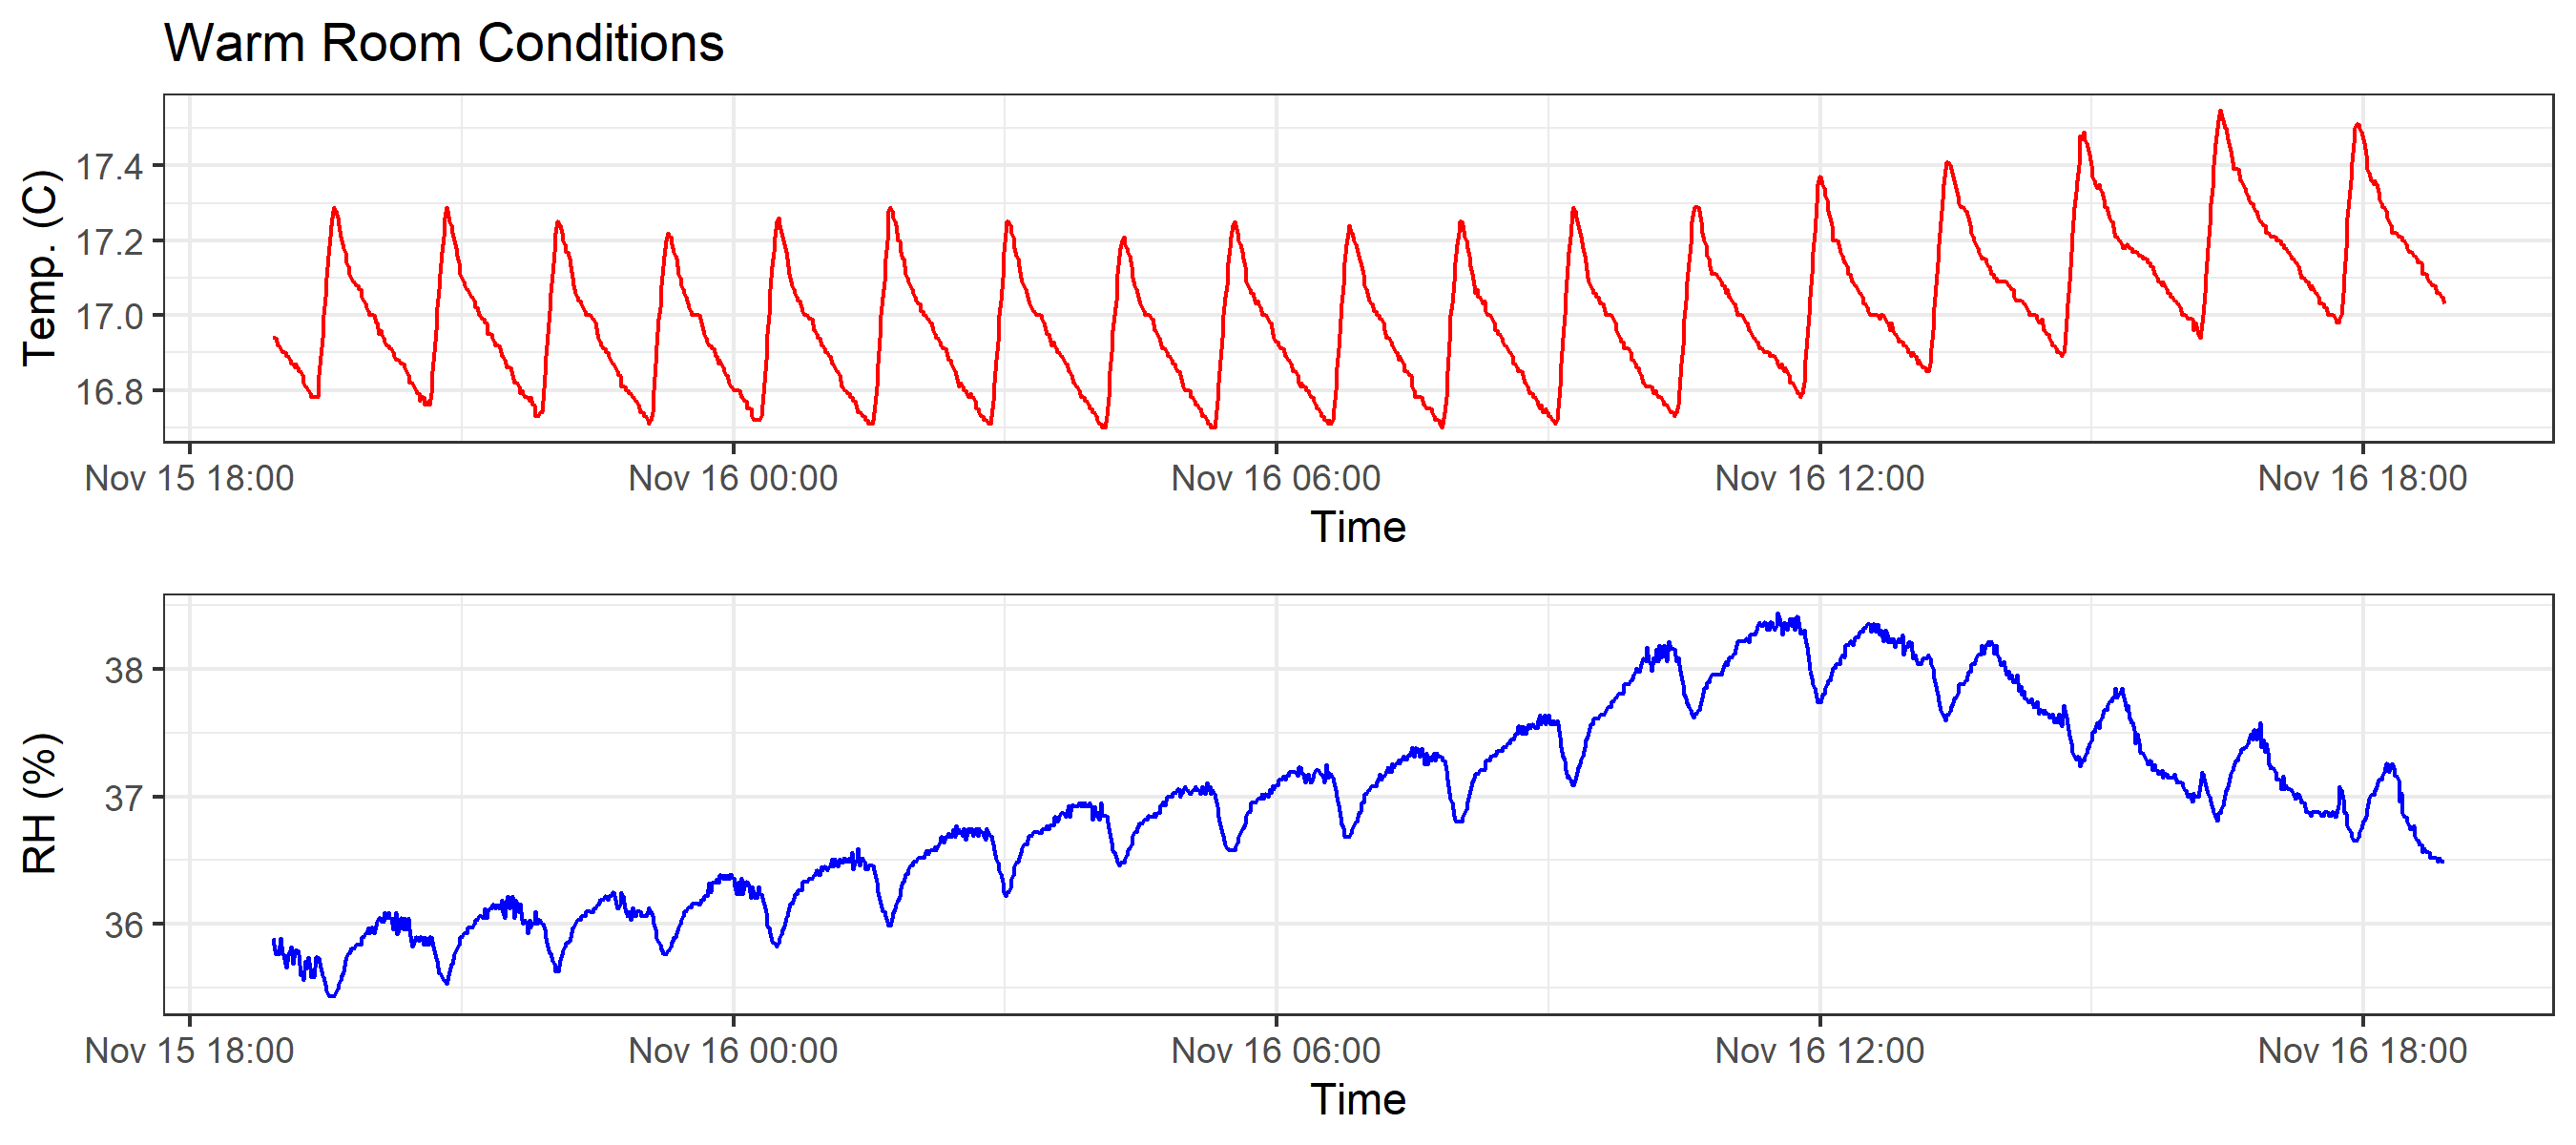 Warm Room Conditions
Temp. (C)
17.4
17.2
17.0
16.8
Nov 15 18:00 Nov 16 00:00 Nov 16 06:00 Nov 16 12:00 Nov 16 18:00
Time
RH (%)
38
37
36
Nov 15 18:00 Nov 16 00:00 Nov 16 06:00 Nov 16 12:00 Nov 16 18:00
Time